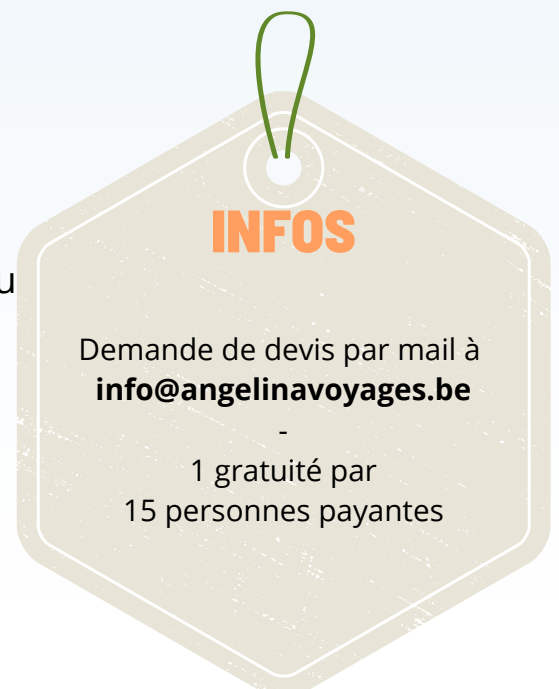 INFOS
u
Demande de devis par mail à
info@angelinavoyages.be
-
1 gratuité par
15 personnes payantes